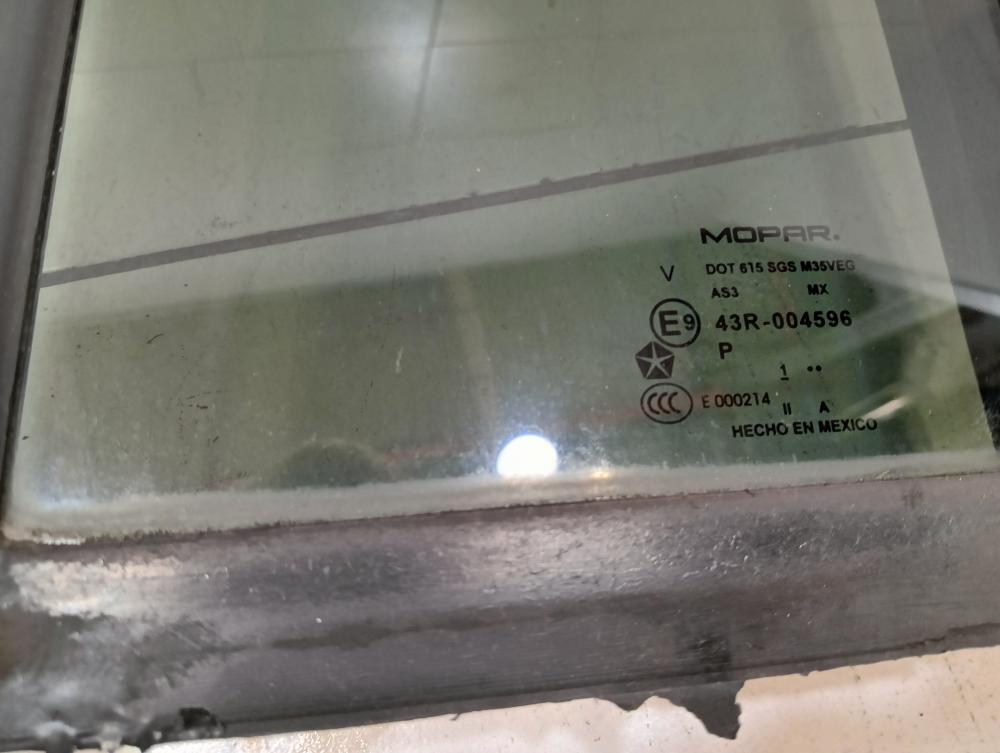 MOPAR.
V DOT 615 SGS M35VEG
AS3 MX
E9 43R-004596
P
1 ••
CCC E 000214 II A
HECHO EN MEXICO